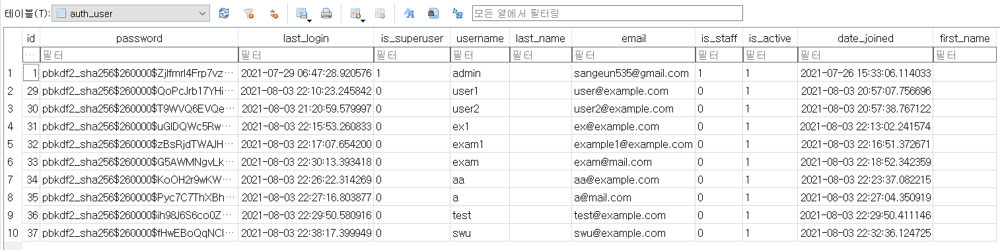 테이블(T): auth_user 모든 열에서 필터링
id password last_login is_superuser username last_name email is_staff is_active date_joined first_name
... 필터 필터 필터 필터 필터 필터 필터 필터 필터 필터
1 1 pbkdf2_sha256$260000$ZjIfmrl4Frp7vz... 2021-07-29 06:47:28.920576 1 admin sangeun535@gmail.com 1 1 2021-07-26 15:33:06.114033
2 29 pbkdf2_sha256$260000$QoPcJrb17YHi... 2021-08-03 22:10:23.245842 0 user1 user@example.com 0 1 2021-08-03 20:57:07.756696
3 30 pbkdf2_sha256$260000$T9WVQ6EVQe... 2021-08-03 21:20:59.579997 0 user2 user2@example.com 0 1 2021-08-03 20:57:38.767122
4 31 pbkdf2_sha256$260000$uGIDQWc5Rw... 2021-08-03 22:15:53.260833 0 ex1 ex@example.com 0 1 2021-08-03 22:13:02.241574
5 32 pbkdf2_sha256$260000$zBsRjdTWAJH... 2021-08-03 22:17:07.654200 0 exam1 example1@example.com 0 1 2021-08-03 22:16:51.372671
6 33 pbkdf2_sha256$260000$G5AWMNgvLk... 2021-08-03 22:30:13.393418 0 exam exam@mail.com 0 1 2021-08-03 22:18:52.342359
7 34 pbkdf2_sha256$260000$KoOH2r9wKW... 2021-08-03 22:26:22.314269 0 aa aa@example.com 0 1 2021-08-03 22:23:37.082215
8 35 pbkdf2_sha256$260000$Pyc7C7ThXBh... 2021-08-03 22:27:16.803877 0 a a@mail.com 0 1 2021-08-03 22:27:04.350919
9 36 pbkdf2_sha256$260000$ih98J6S6co0Z... 2021-08-03 22:29:50.580916 0 test test@example.com 0 1 2021-08-03 22:29:50.411146
10 37 pbkdf2_sha256$260000$fHwEBoQqNCI... 2021-08-03 22:38:17.399949 0 swu swu@example.com 0 1 2021-08-03 22:32:36.124725